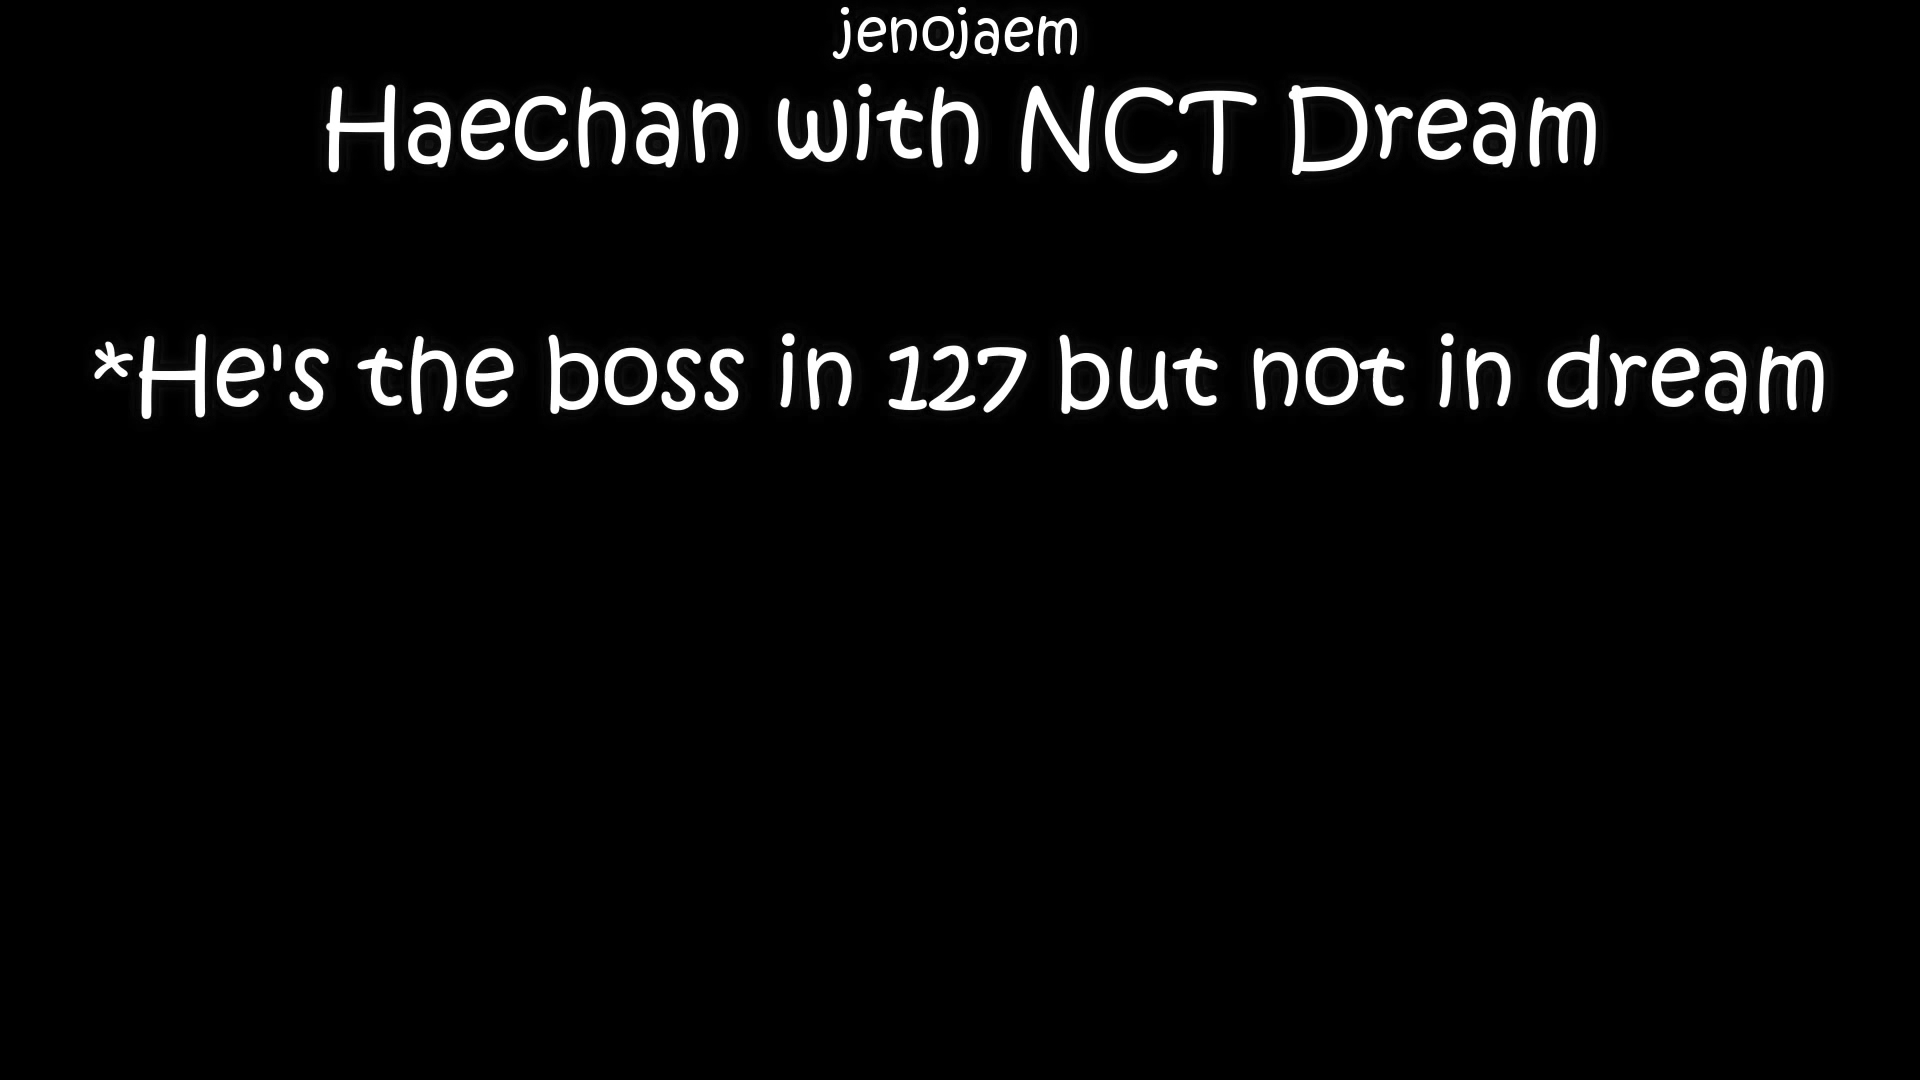 jenojaem
Haechan with NCT Dream
*He's the boss in 127 but not in dream